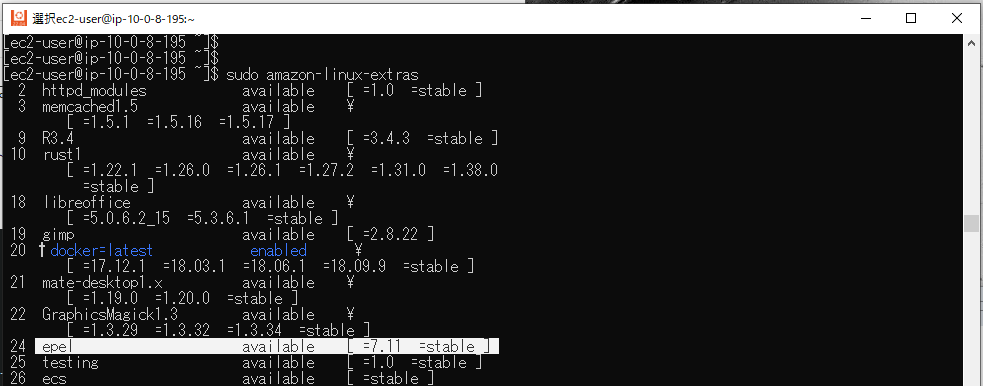 選択ec2-user@ip-10-0-8-195:~
[ec2-user@ip-10-0-8-195 ~]$
[ec2-user@ip-10-0-8-195 ~]$
[ec2-user@ip-10-0-8-195 ~]$ sudo amazon-linux-extras
2 httpd_modules available [ =1.0 =stable ]
3 memcached1.5 available ¥
[ =1.5.1 =1.5.16 =1.5.17 ]
9 R3.4 available [ =3.4.3 =stable ]
10 rust1 available ¥
[ =1.22.1 =1.26.0 =1.26.1 =1.27.2 =1.31.0 =1.38.0
=stable ]
18 libreoffice available ¥
[ =5.0.6.2_15 =5.3.6.1 =stable ]
19 gimp available [ =2.8.22 ]
20 † docker=latest enabled ¥
[ =17.12.1 =18.03.1 =18.06.1 =18.09.9 =stable ]
21 mate-desktop1.x available ¥
[ =1.19.0 =1.20.0 =stable ]
22 GraphicsMagick1.3 available ¥
[ =1.3.29 =1.3.32 =1.3.34 =stable ]
24 epel available [ =7.11 =stable ]
25 testing available [ =1.0 =stable ]
26 ecs available [ =stable ]